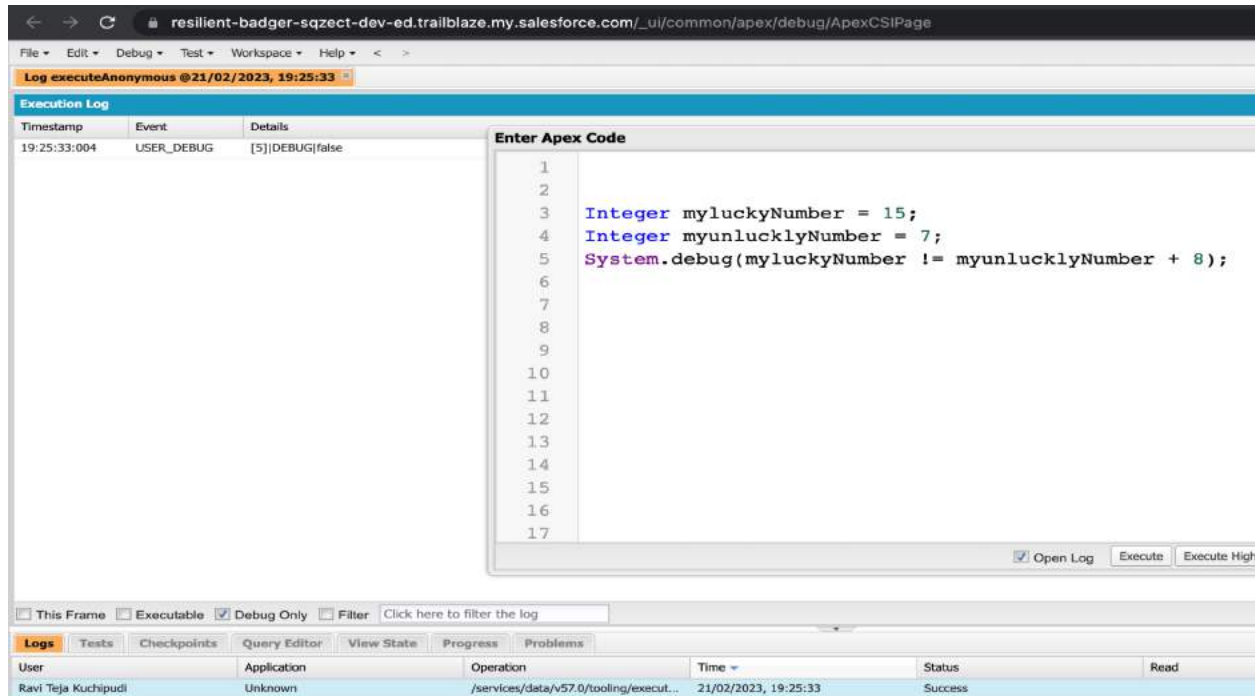 resilient-badger-sqzect-dev-ed.trailblaze.my.salesforce.com/_ui/common/apex/debug/ApexCSIPage
File Edit Debug Test Workspace Help < >
Log executeAnonymous @21/02/2023, 19:25:33
Execution Log
Timestamp Event Details
19:25:33:004 USER_DEBUG [5]|DEBUG|false
Enter Apex Code
1
2
3 Integer myluckyNumber = 15;
4 Integer myunlucklyNumber = 7;
5 System.debug(myluckyNumber != myunlucklyNumber + 8);
6
7
8
9
10
11
12
13
14
15
16
17
Open Log Execute Execute High
This Frame Executable Debug Only Filter Click here to filter the log
Logs Tests Checkpoints Query Editor View State Progress Problems
User Application Operation Time Status Read
Ravi Teja Kuchipudi Unknown /services/data/v57.0/tooling/execut... 21/02/2023, 19:25:33 Success